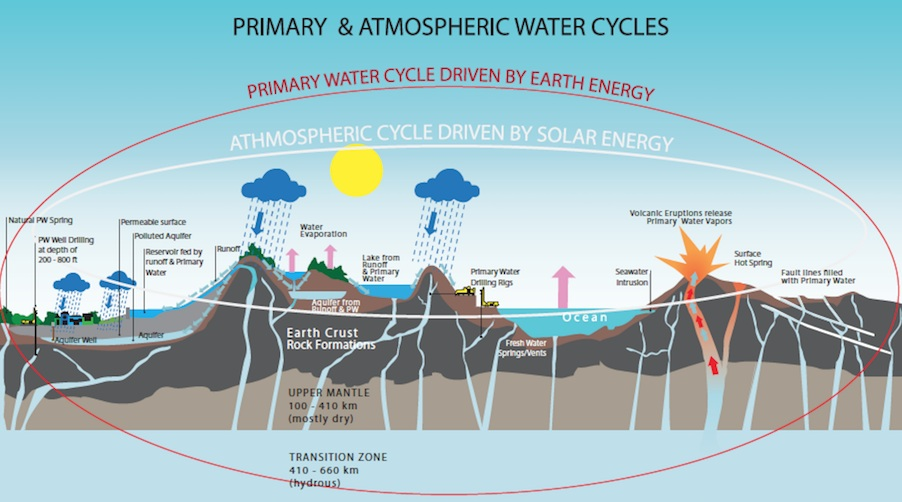 PRIMARY & ATMOSPHERIC WATER CYCLES
PRIMARY WATER CYCLE DRIVEN BY EARTH ENERGY
ATHMOSPHERIC CYCLE DRIVEN BY SOLAR ENERGY
Natural PW Spring
PW Well Drilling
at depth of
200 - 800 ft
Permeable surface
Polluted Aquifer
Reservoir fed by
runoff & Primary
Water
Runoff
Water
Evaporation
Lake from
Runoff
& Primary
Water
Primary Water
Drilling Rigs
Volcanic Eruptions release
Primary Water Vapors
Seawater
Intrusion
Surface
Hot Spring
Fault lines filled
with Primary Water
Aquifer Well
Aquifer
Aquifer from
Runoff & PW
Ocean
Fresh Water
Springs/Vents
Earth Crust
Rock Formations
UPPER MANTLE
100 - 410 km
(mostly dry)
TRANSITION ZONE
410 - 660 km
(hydrous)